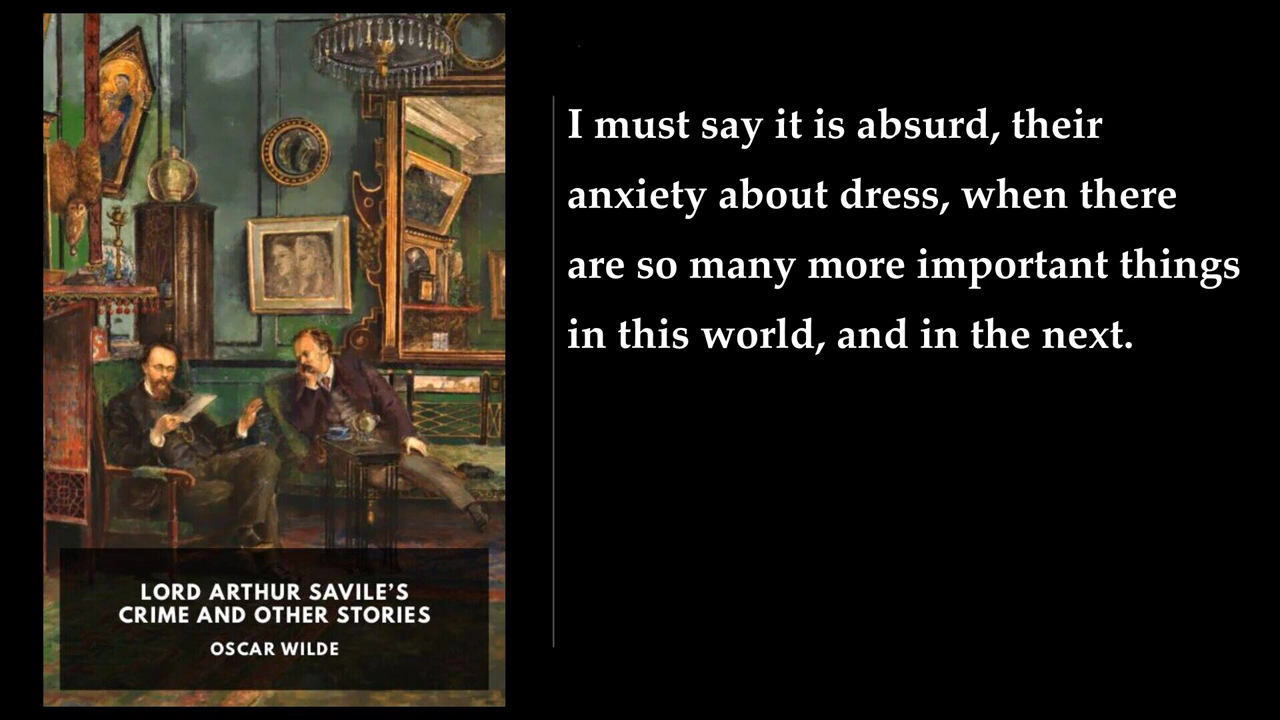 LORD ARTHUR SAVILE’S
CRIME AND OTHER STORIES
OSCAR WILDE
I must say it is absurd, their
anxiety about dress, when there
are so many more important things
in this world, and in the next.